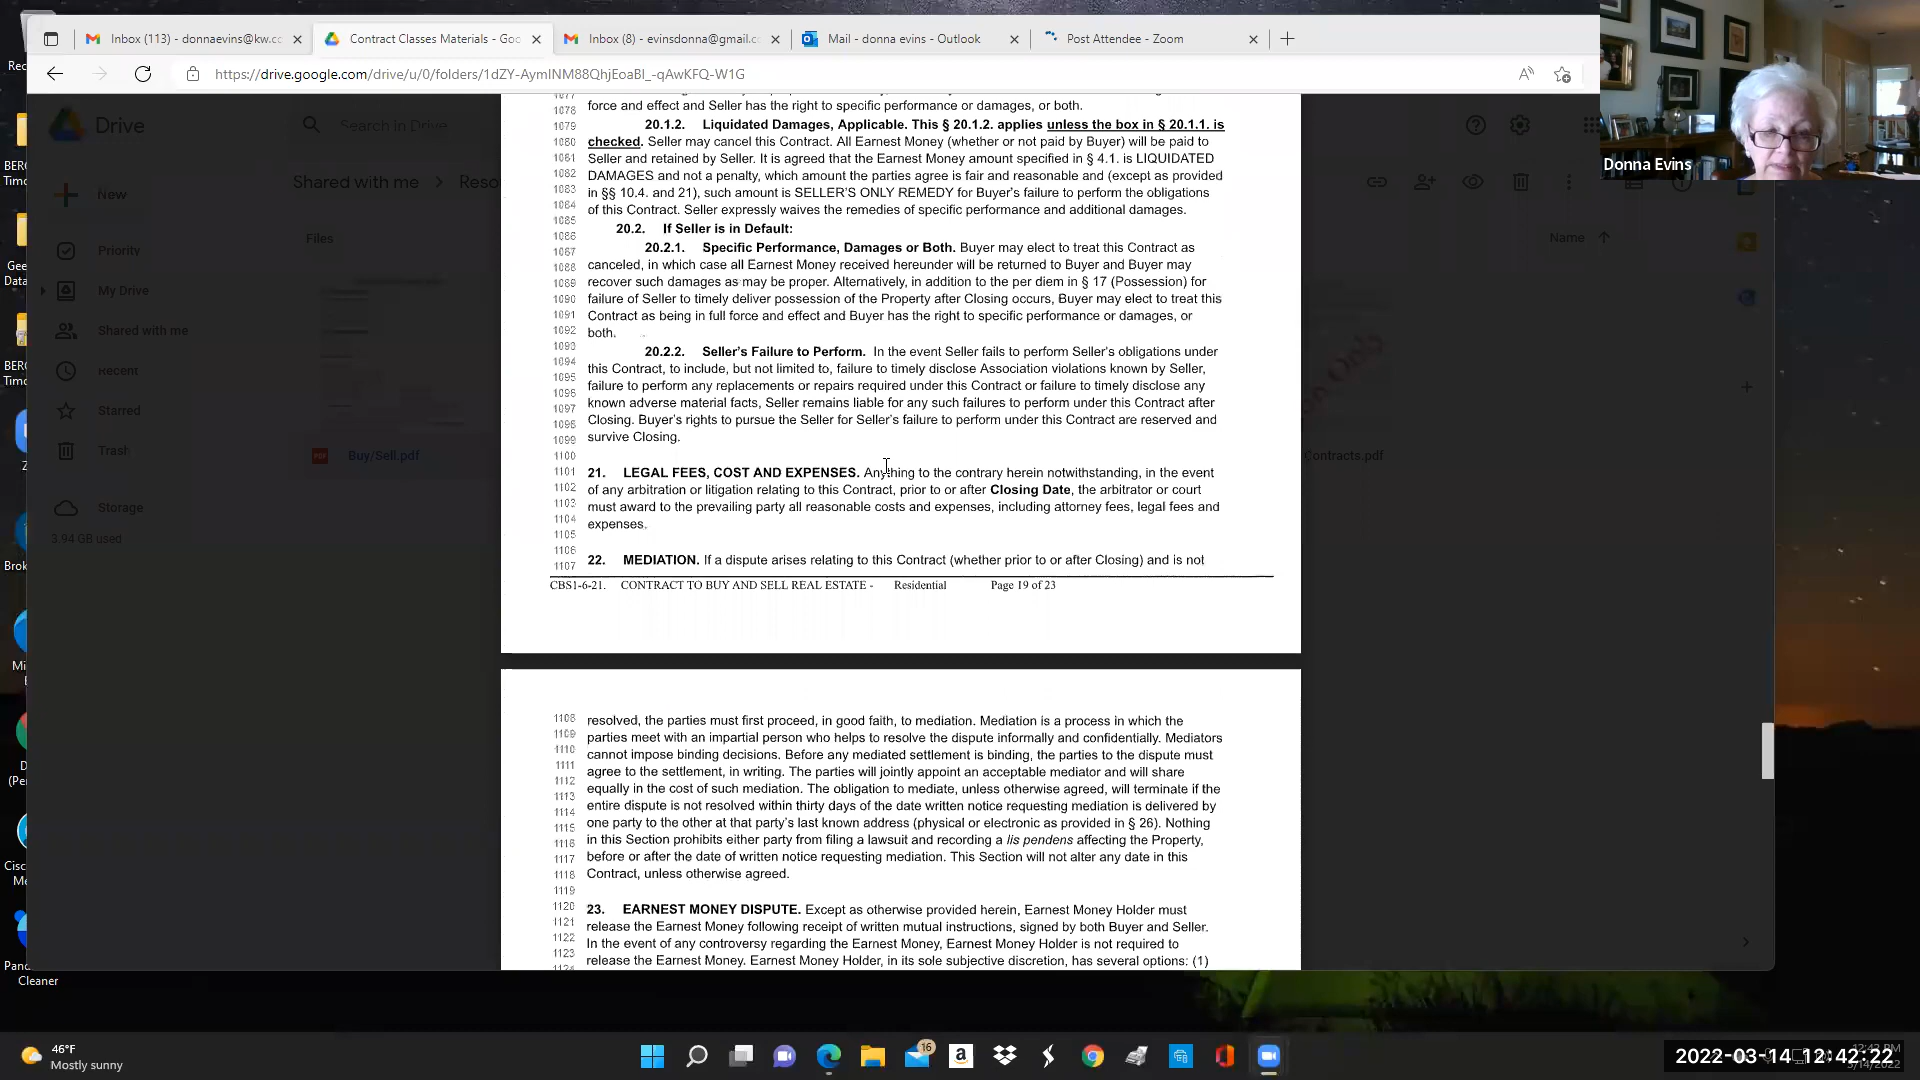 Inbox (113) - donnaevins@kw.cc
Contract Classes Materials - Goo
Inbox (8) - evinsdonna@gmail.c
Mail - donna evins - Outlook
Post Attendee - Zoom
https://drive.google.com/drive/u/0/folders/1dZY-AymINM88QhjEoaBl_-qAwKFQ-W1G
Donna Evins
Drive
Search in Drive
New
Shared with me
Reso
Files
Name
Priority
My Drive
Shared with me
Recent
Starred
Trash
Storage
3.94 GB used
Buy/Sell.pdf
ontracts.pdf
1077
1078 force and effect and Seller has the right to specific performance or damages, or both.
1079 20.1.2. Liquidated Damages, Applicable. This § 20.1.2. applies unless the box in § 20.1.1. is
1080 checked. Seller may cancel this Contract. All Earnest Money (whether or not paid by Buyer) will be paid to
1081 Seller and retained by Seller. It is agreed that the Earnest Money amount specified in § 4.1. is LIQUIDATED
1082 DAMAGES and not a penalty, which amount the parties agree is fair and reasonable and (except as provided
1083 in §§ 10.4. and 21), such amount is SELLER'S ONLY REMEDY for Buyer's failure to perform the obligations
1084 of this Contract. Seller expressly waives the remedies of specific performance and additional damages.
1085
1086 20.2. If Seller is in Default:
1087 20.2.1. Specific Performance, Damages or Both. Buyer may elect to treat this Contract as
1088 canceled, in which case all Earnest Money received hereunder will be returned to Buyer and Buyer may
1089 recover such damages as may be proper. Alternatively, in addition to the per diem in § 17 (Possession) for
1090 failure of Seller to timely deliver possession of the Property after Closing occurs, Buyer may elect to treat this
1091 Contract as being in full force and effect and Buyer has the right to specific performance or damages, or
1092 both.
1093 20.2.2. Seller's Failure to Perform. In the event Seller fails to perform Seller's obligations under
1094 this Contract, to include, but not limited to, failure to timely disclose Association violations known by Seller,
1095 failure to perform any replacements or repairs required under this Contract or failure to timely disclose any
1096 known adverse material facts, Seller remains liable for any such failures to perform under this Contract after
1097
1098 Closing. Buyer's rights to pursue the Seller for Seller's failure to perform under this Contract are reserved and
1099 survive Closing.
1100
1101 21. LEGAL FEES, COST AND EXPENSES. Anything to the contrary herein notwithstanding, in the event
1102 of any arbitration or litigation relating to this Contract, prior to or after Closing Date, the arbitrator or court
1103 must award to the prevailing party all reasonable costs and expenses, including attorney fees, legal fees and
1104 expenses.
1105
1106
1107 22. MEDIATION. If a dispute arises relating to this Contract (whether prior to or after Closing) and is not
CBS1-6-21. CONTRACT TO BUY AND SELL REAL ESTATE - Residential Page 19 of 23
1108 resolved, the parties must first proceed, in good faith, to mediation. Mediation is a process in which the
1109 parties meet with an impartial person who helps to resolve the dispute informally and confidentially. Mediators
1110 cannot impose binding decisions. Before any mediated settlement is binding, the parties to the dispute must
1111 agree to the settlement, in writing. The parties will jointly appoint an acceptable mediator and will share
1112 equally in the cost of such mediation. The obligation to mediate, unless otherwise agreed, will terminate if the
1113 entire dispute is not resolved within thirty days of the date written notice requesting mediation is delivered by
1114
1115 one party to the other at that party's last known address (physical or electronic as provided in § 26). Nothing
1116 in this Section prohibits either party from filing a lawsuit and recording a lis pendens affecting the Property,
1117 before or after the date of written notice requesting mediation. This Section will not alter any date in this
1118 Contract, unless otherwise agreed.
1119
1120 23. EARNEST MONEY DISPUTE. Except as otherwise provided herein, Earnest Money Holder must
1121 release the Earnest Money following receipt of written mutual instructions, signed by both Buyer and Seller.
1122 In the event of any controversy regarding the Earnest Money, Earnest Money Holder is not required to
1123 release the Earnest Money. Earnest Money Holder, in its sole subjective discretion, has several options: (1)
Cleaner
46°F
Mostly sunny
16
2022-03-14 12:42:22